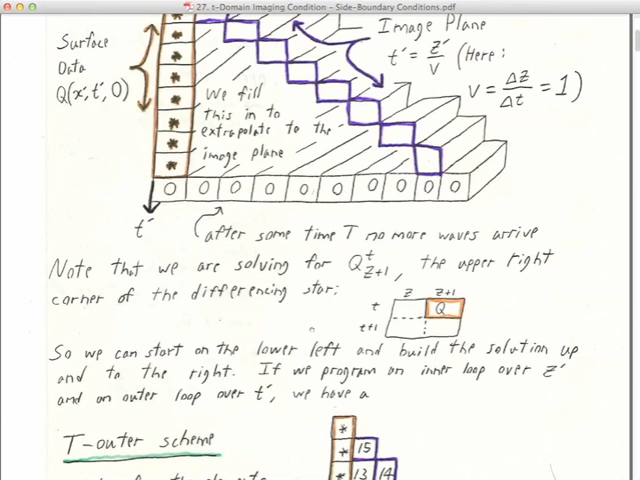 27. t-Domain Imaging Condition – Side-Boundary Conditions.pdf
Surface
Data
Q(x′,t′,0)
*
*
*
*
*
*
*
We fill
this in to
extrapolate to the
image plane
Image Plane
t′ = z′/v (Here:
v = Δz/Δt = 1)
0 0 0 0 0 0 0 0 0
t′
after some time T no more waves arrive
Note that we are solving for Q^t_{z+1}, the upper right
corner of the differencing star:
z z+1
t Q
t+1
So we can start on the lower left and build the solution up
and to the right. If we program an inner loop over z′
and an outer loop over t′, we have a
T-outer scheme
*
* 15
* 13 14